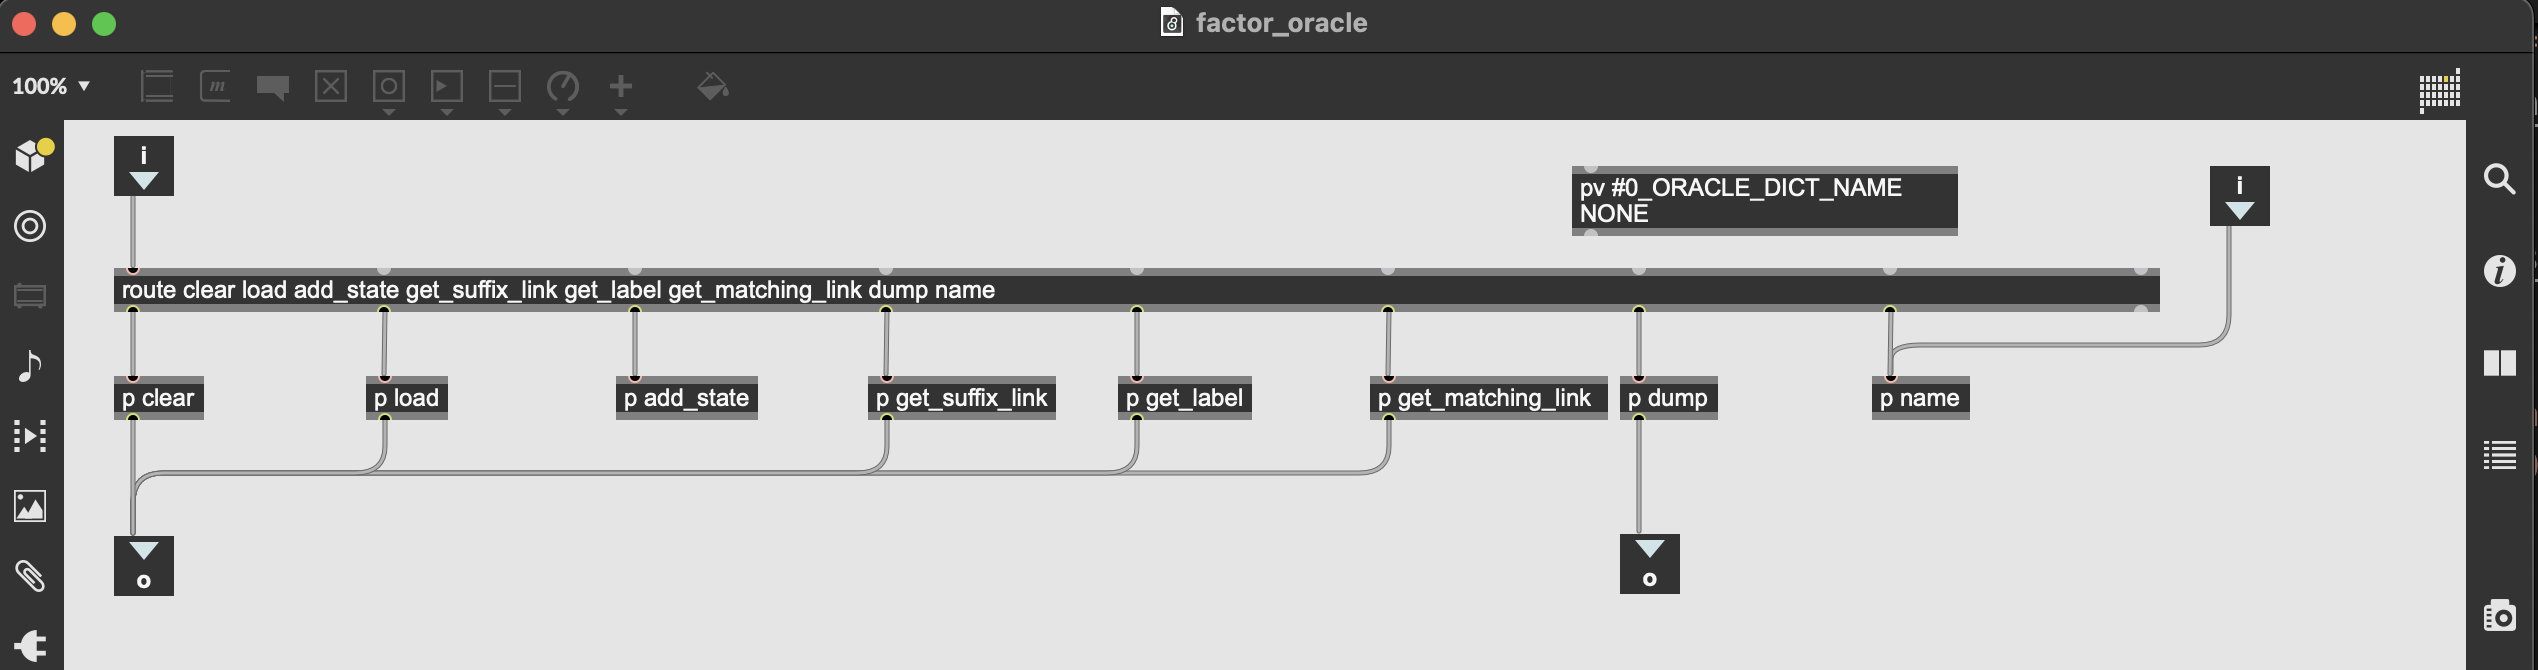 factor_oracle
100%
m
i
pv #0_ORACLE_DICT_NAME
NONE
i
route clear load add_state get_suffix_link get_label get_matching_link dump name
p clear
p load
p add_state
p get_suffix_link
p get_label
p get_matching_link
p dump
p name
o
o